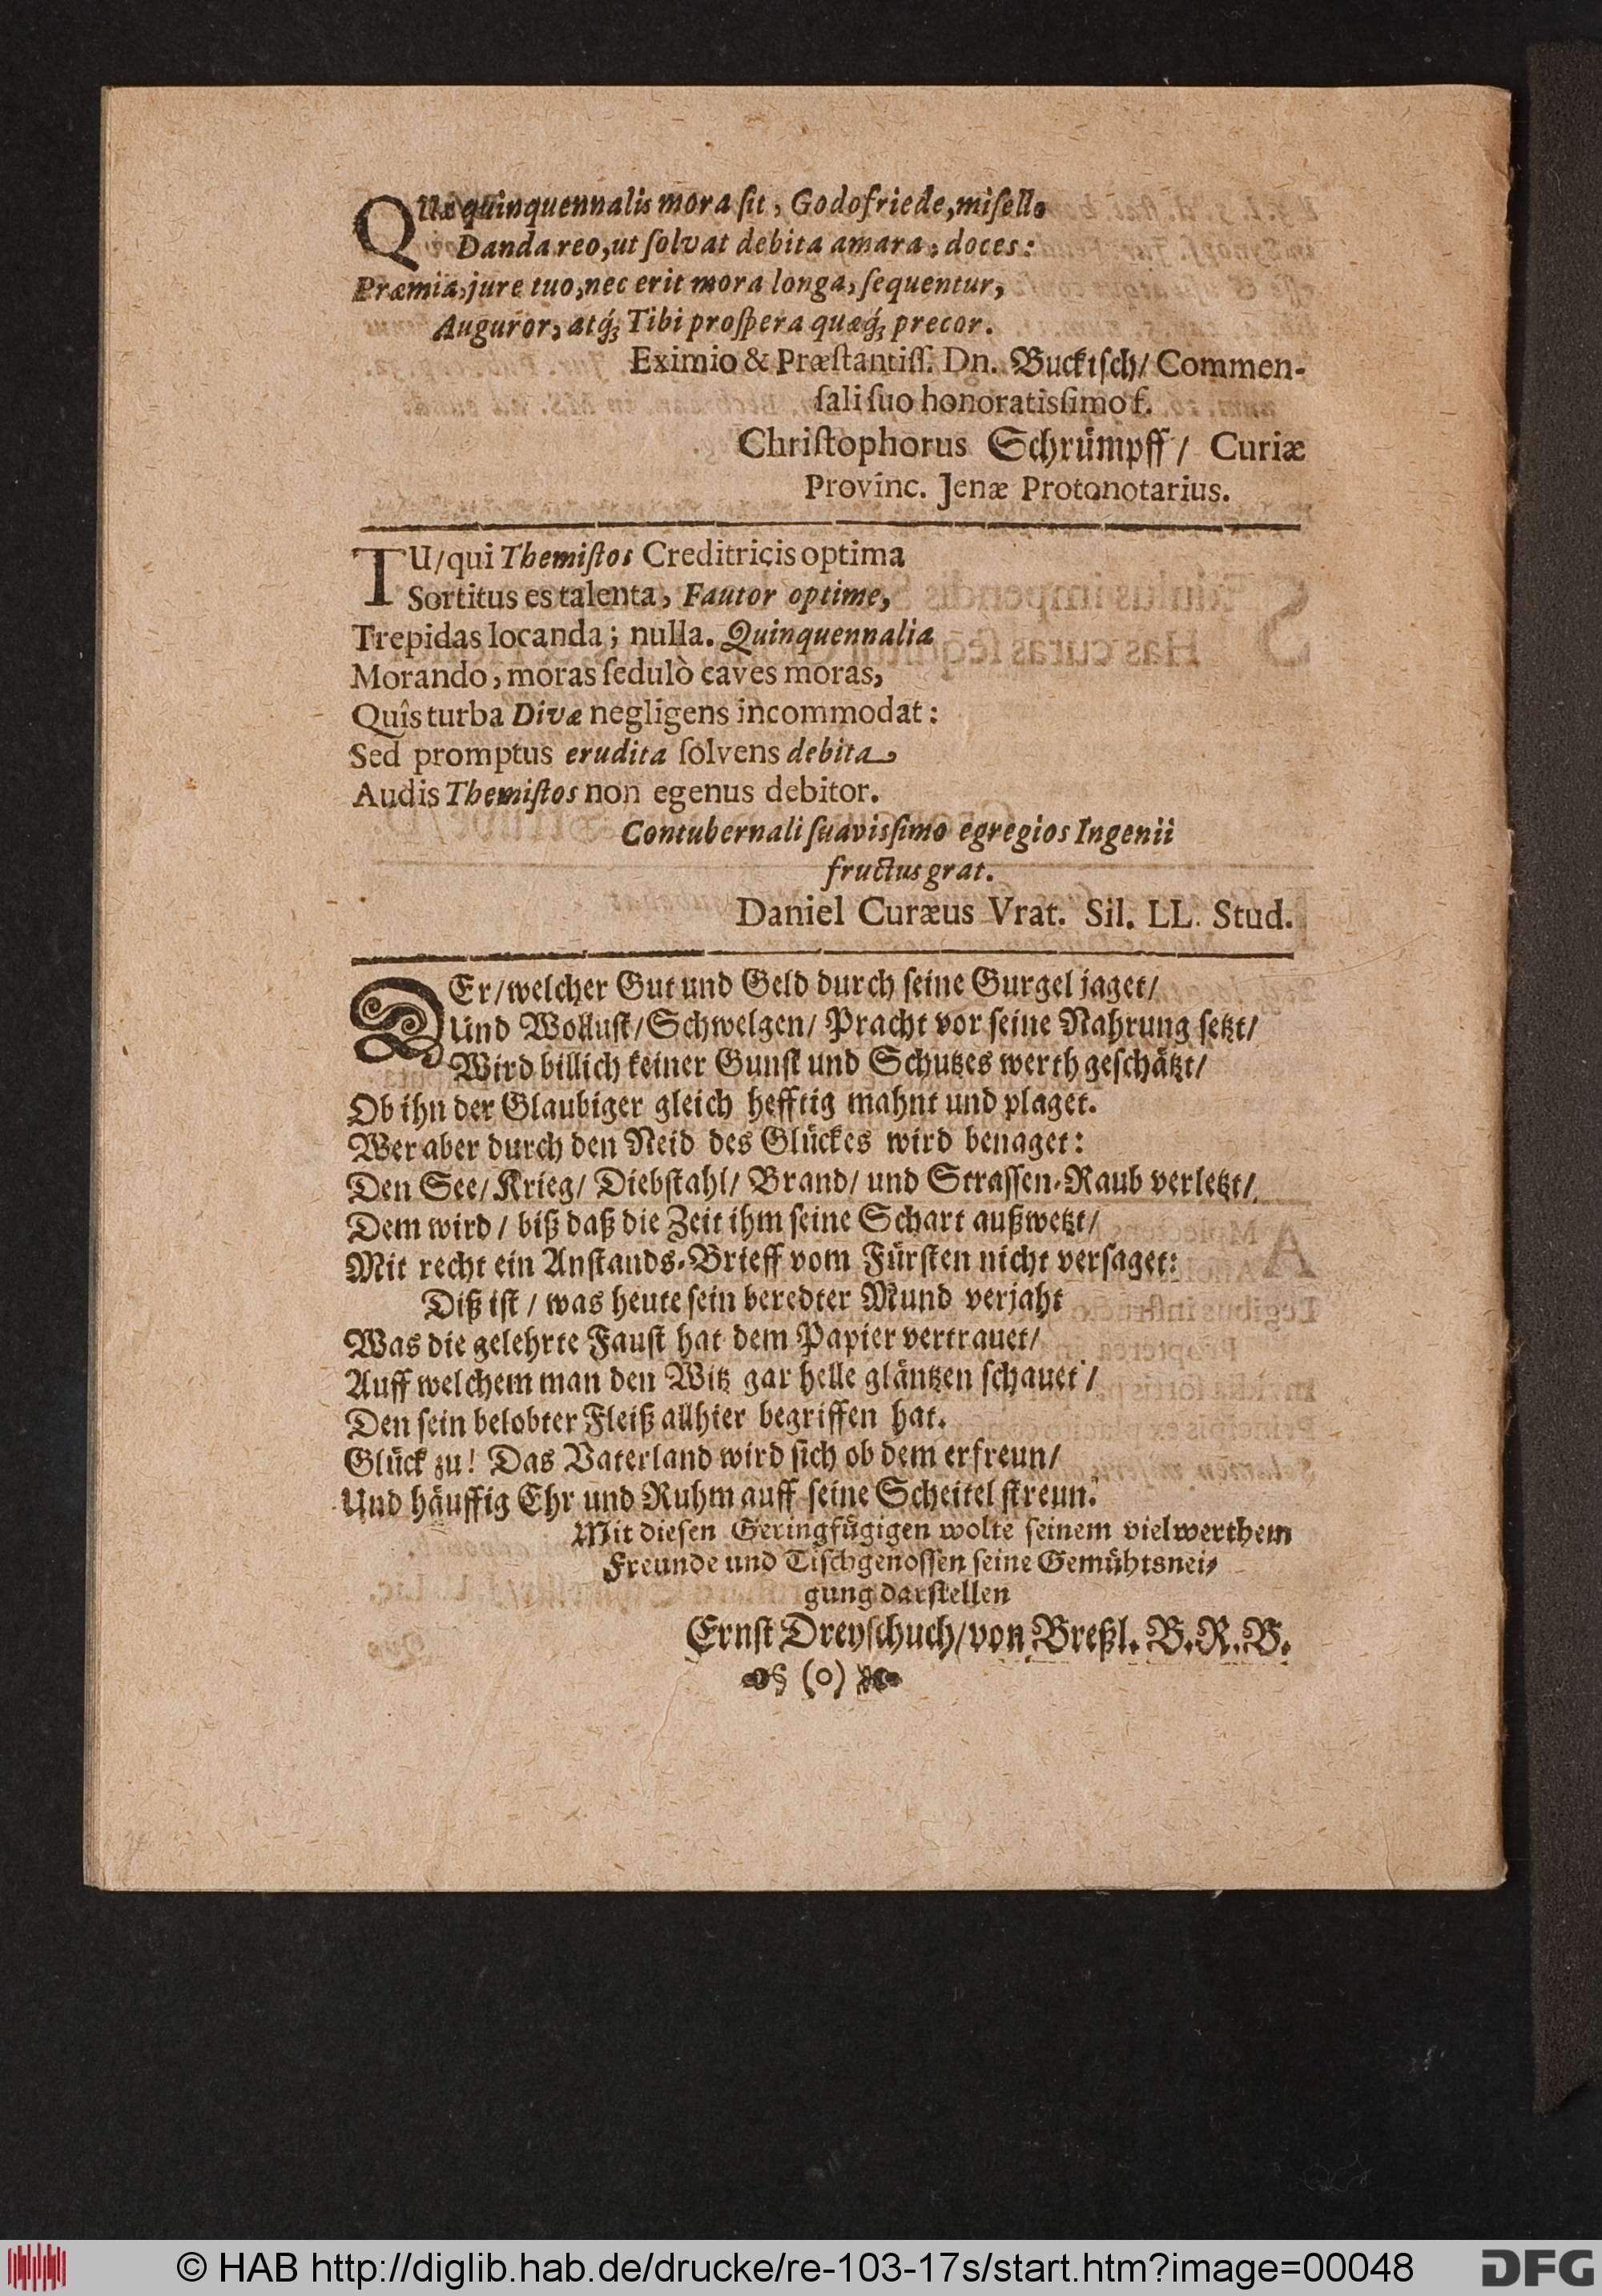 QUæ quinquennalis mora ſit, Godofriede, miſello
Danda reo, ut ſolvat debita amara, doces:
Præmia, jure tuo, nec erit mora longa, ſequentur,
Auguror, atq́; Tibi proſpera quæq́; precor.
Eximio & Præſtantiſſ. Dn. Bucktſch/ Commen-
ſali ſuo honoratisſimo f.
Chriſtophorus Schrümpff / Curiæ
Provinc. Jenæ Protonotarius.
TU/qui Themiſtos Creditricis optima
Sortitus es talenta, Fautor optime,
Trepidas locanda; nulla. Quinquennalia
Morando, moras ſedulò caves moras,
Quîs turba Divæ negligens incommodat:
Sed promptus erudita ſolvens debita
Audis Themiſtos non egenus debitor.
Contubernali ſuavisſimo egregios Ingenii
fructus grat.
Daniel Curæus Vrat. Sil. LL. Stud.
DEr/welcher Gut und Geld durch ſeine Gurgel jaget/
Und Wolluſt/Schwelgen/ Pracht vor ſeine Nahrung ſetzt/
Wird billich keiner Gunſt und Schutzes werth geſchätzt/
Ob ihn der Glaubiger gleich hefftig mahnt und plaget.
Wer aber durch den Neid des Glückes wird benaget:
Den See/ Krieg/ Diebſtahl/ Brand/ und Straſſen-Raub verletzt/
Dem wird / biß daß die Zeit ihm ſeine Schart außwetzt/
Mit recht ein Anſtands-Brieff vom Fürſten nicht verſaget:
Diß iſt / was heute ſein beredter Mund verjaht
Was die gelehrte Fauſt hat dem Papier vertrauet/
Auff welchem man den Witz gar helle gläntzen ſchauet /
Den ſein belobter Fleiß allhier begriffen hat.
Glück zu! Das Vaterland wird ſich ob dem erfreun/
Und häuffig Ehr und Ruhm auff ſeine Scheitel ſtreun.
Mit dieſen Geringfügigen wolte ſeinem vielwerthem
Freunde und Tiſchgenoſſen ſeine Gemühtsnei-
gung darſtellen
Ernſt Dreyſchuch/von Breßl. B. R. B.
(o)
© HAB http://diglib.hab.de/drucke/re-103-17s/start.htm?image=00048
DFG